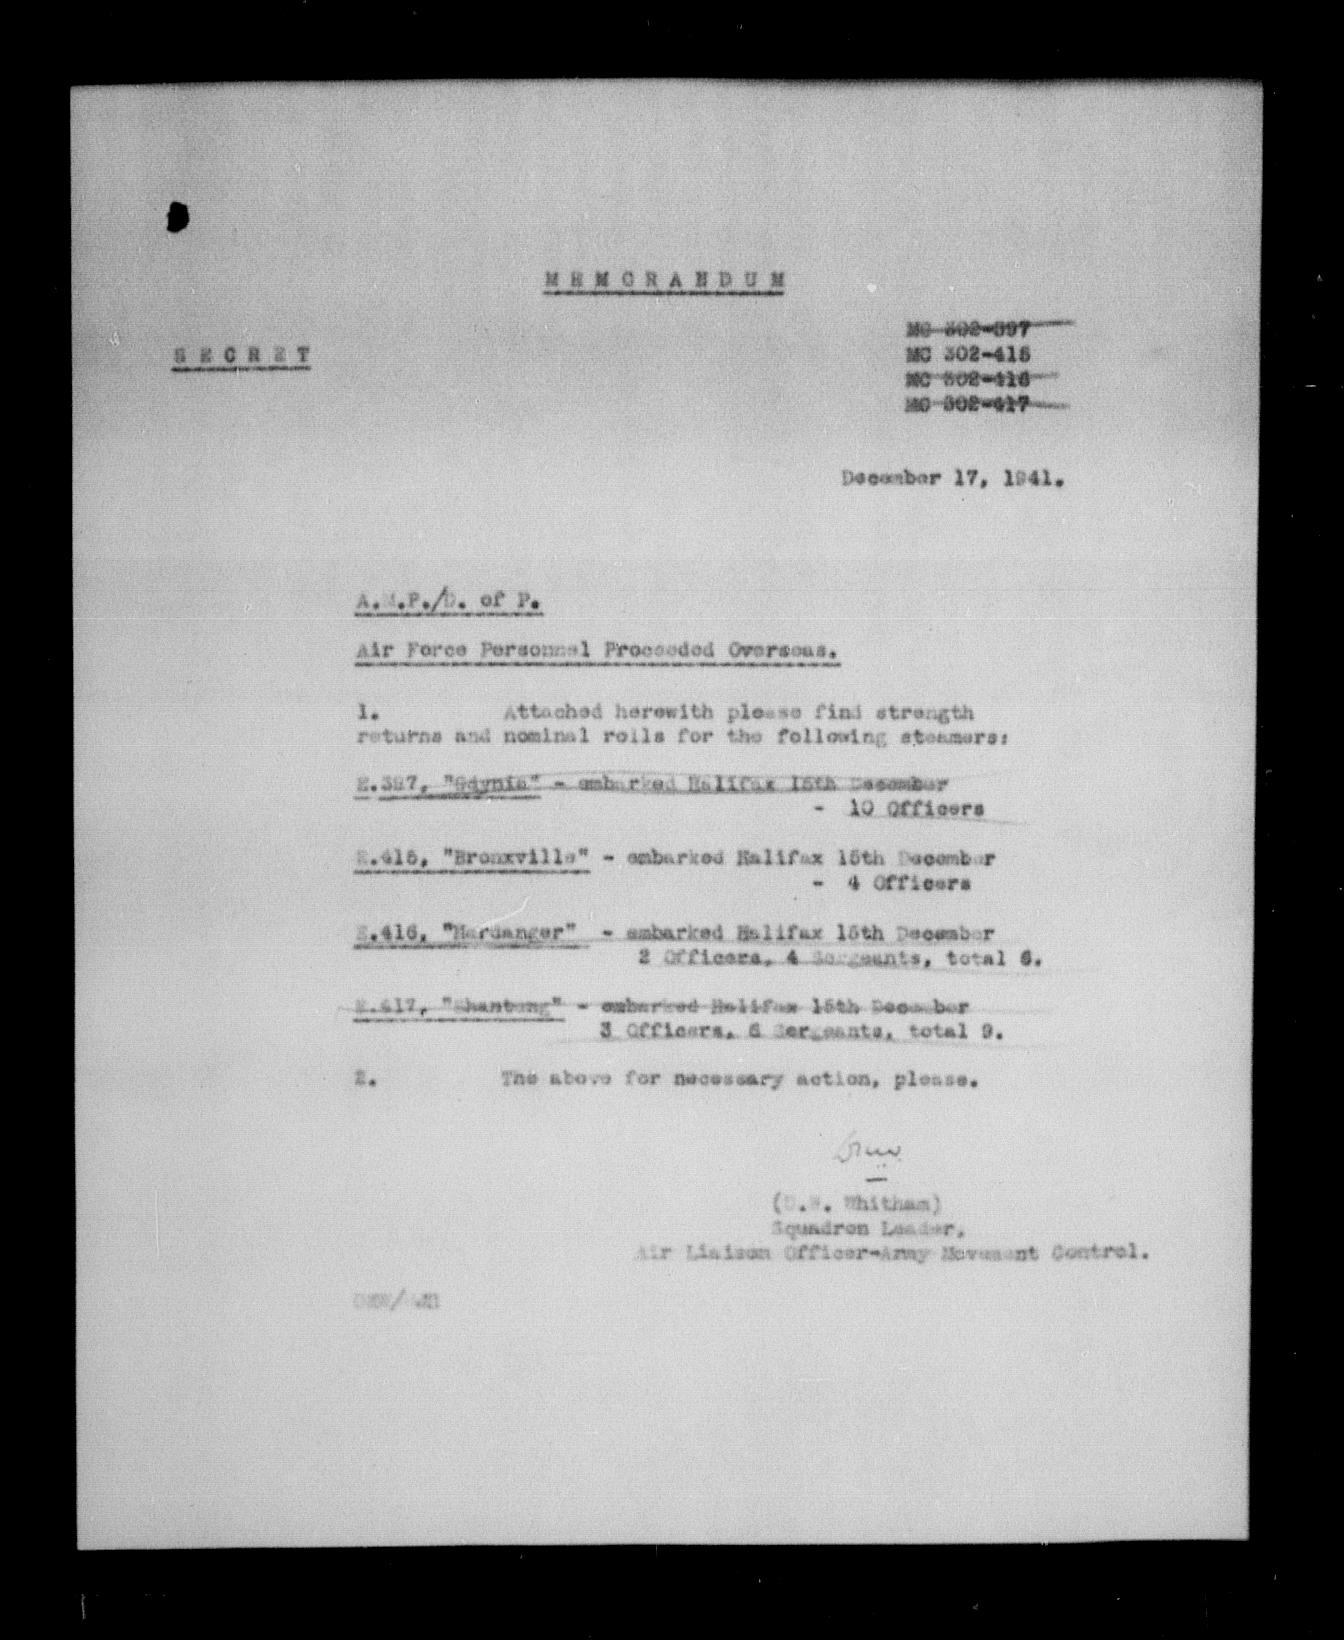 MEMORANDUM
MC 302-397
SECRET
MC 302-415
MC 302-416
MC 302-417
December 17, 1941.
A.M.P./D. of P.
Air Force Personnel Proceeded Overseas.
1. Attached herewith please find strength
returns and nominal rolls for the following steamers:
E.397, "Gdynia" - embarked Halifax 15th December
- 10 Officers
E.415, "Bronxville" - embarked Halifax 15th December
- 4 Officers
E.416, "Hardanger" - embarked Halifax 15th December
2 Officers, 4 Sergeants, total 6.
E.417, "Shantung" - embarked Halifax 15th December
3 Officers, 6 Sergeants, total 9.
2. The above for necessary action, please.
Whitham)
Squadron Leader,
Air Liaison Officer-Army Movement Control.